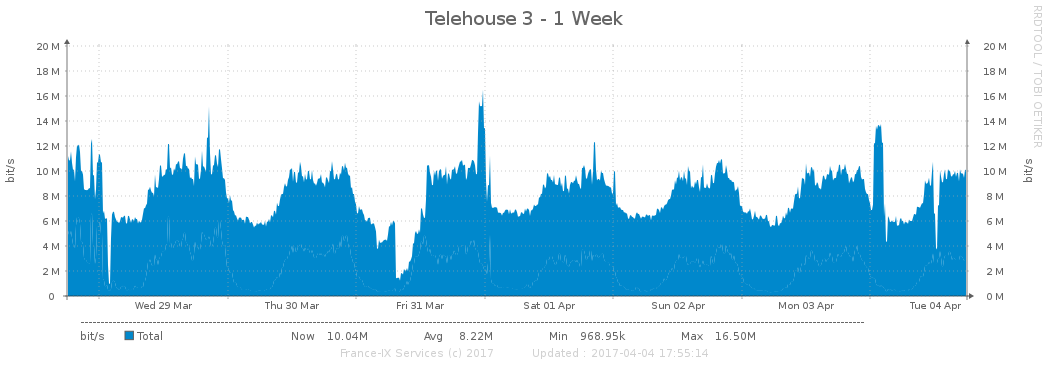 Telehouse 3 - 1 Week
RRDTOOL / TOBI OETIKER
bit/s
bit/s
20 M 20 M
18 M 18 M
16 M 16 M
14 M 14 M
12 M 12 M
10 M 10 M
8 M 8 M
6 M 6 M
4 M 4 M
2 M 2 M
0 0 M
Wed 29 Mar Thu 30 Mar Fri 31 Mar Sat 01 Apr Sun 02 Apr Mon 03 Apr Tue 04 Apr
bit/s Total Now 10.04M Avg 8.22M Min 968.95k Max 16.50M
France-IX Services (c) 2017 Updated : 2017-04-04 17:55:14